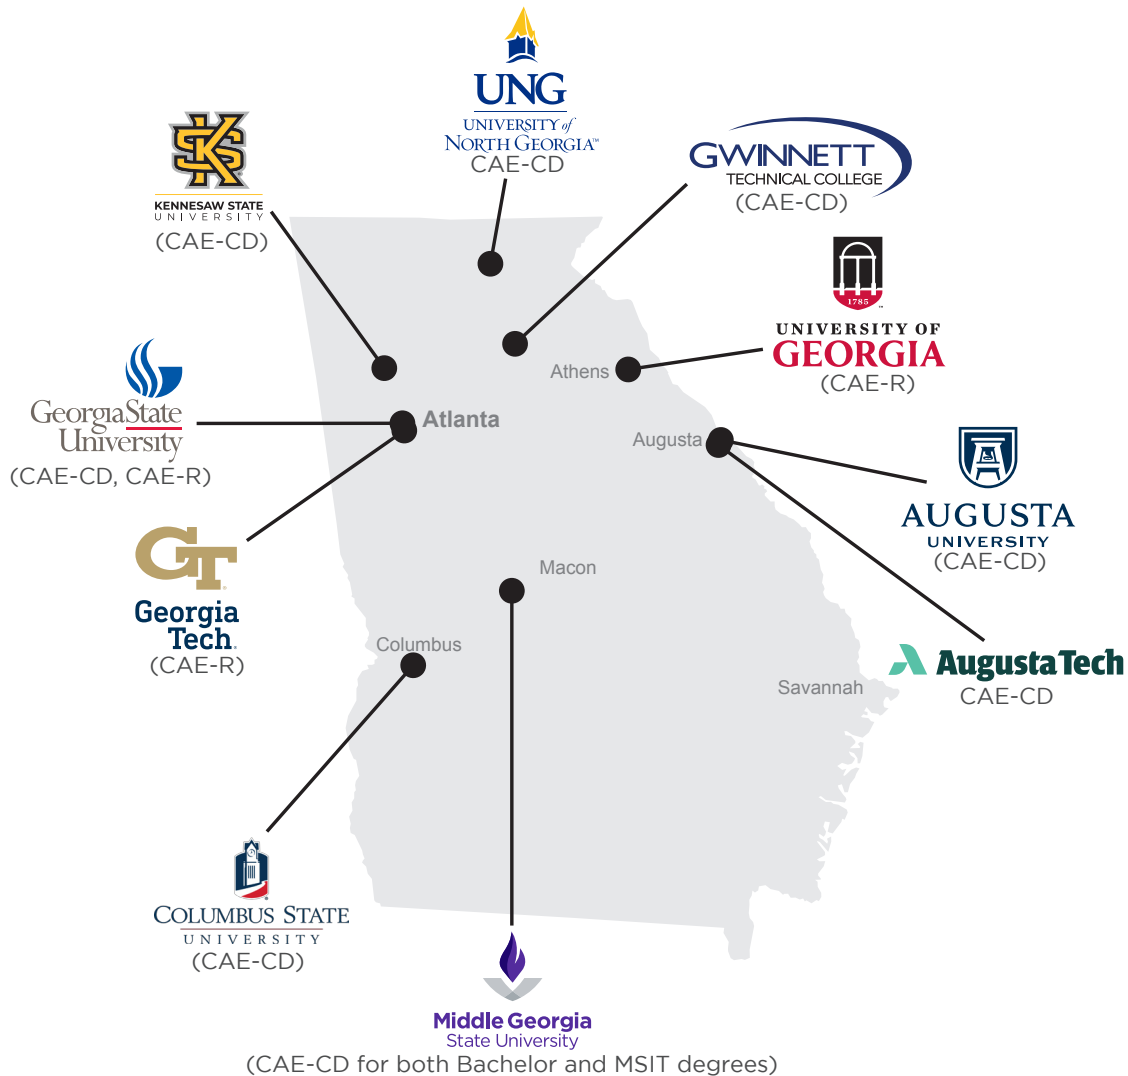 UNG
UNIVERSITY of
NORTH GEORGIA™
CAE-CD
KENNESAW STATE
UNIVERSITY
(CAE-CD)
GWINNETT
TECHNICAL COLLEGE
(CAE-CD)
1785
UNIVERSITY OF
GEORGIA
(CAE-R)
Athens
GeorgiaState
University
(CAE-CD, CAE-R)
Atlanta
Augusta
AUGUSTA
UNIVERSITY
(CAE-CD)
GT
Georgia
Tech
(CAE-R)
Macon
Columbus
Savannah
AugustaTech
CAE-CD
COLUMBUS STATE
UNIVERSITY
(CAE-CD)
Middle Georgia
State University
(CAE-CD for both Bachelor and MSIT degrees)